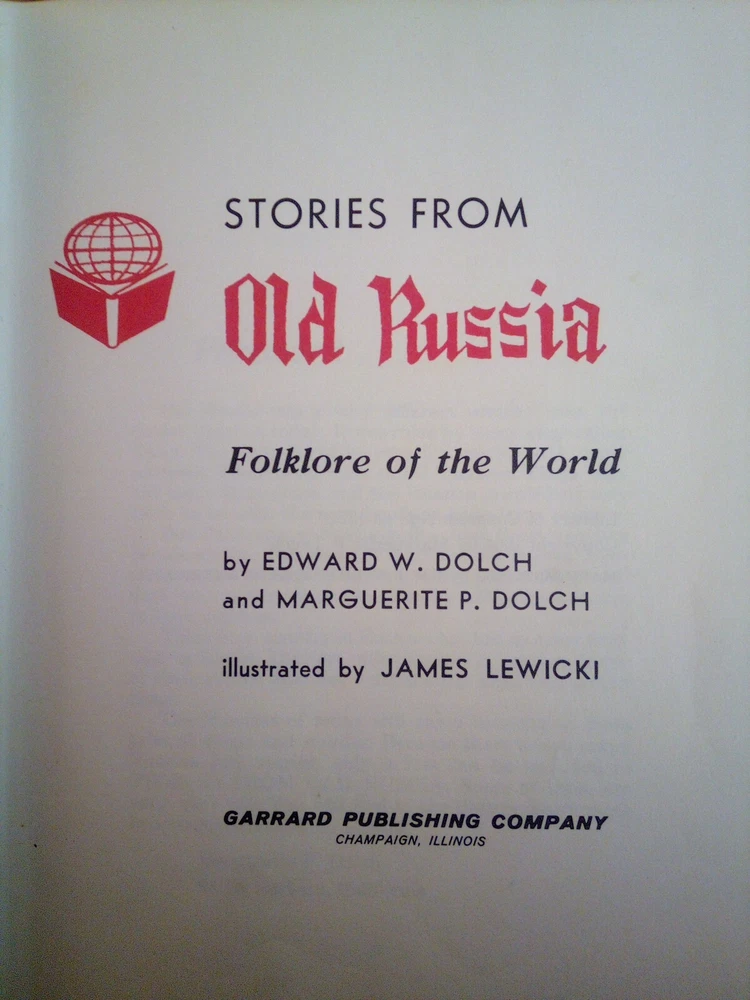 STORIES FROM
Old Russia
Folklore of the World
by EDWARD W. DOLCH
and MARGUERITE P. DOLCH
illustrated by JAMES LEWICKI
GARRARD PUBLISHING COMPANY
CHAMPAIGN, ILLINOIS